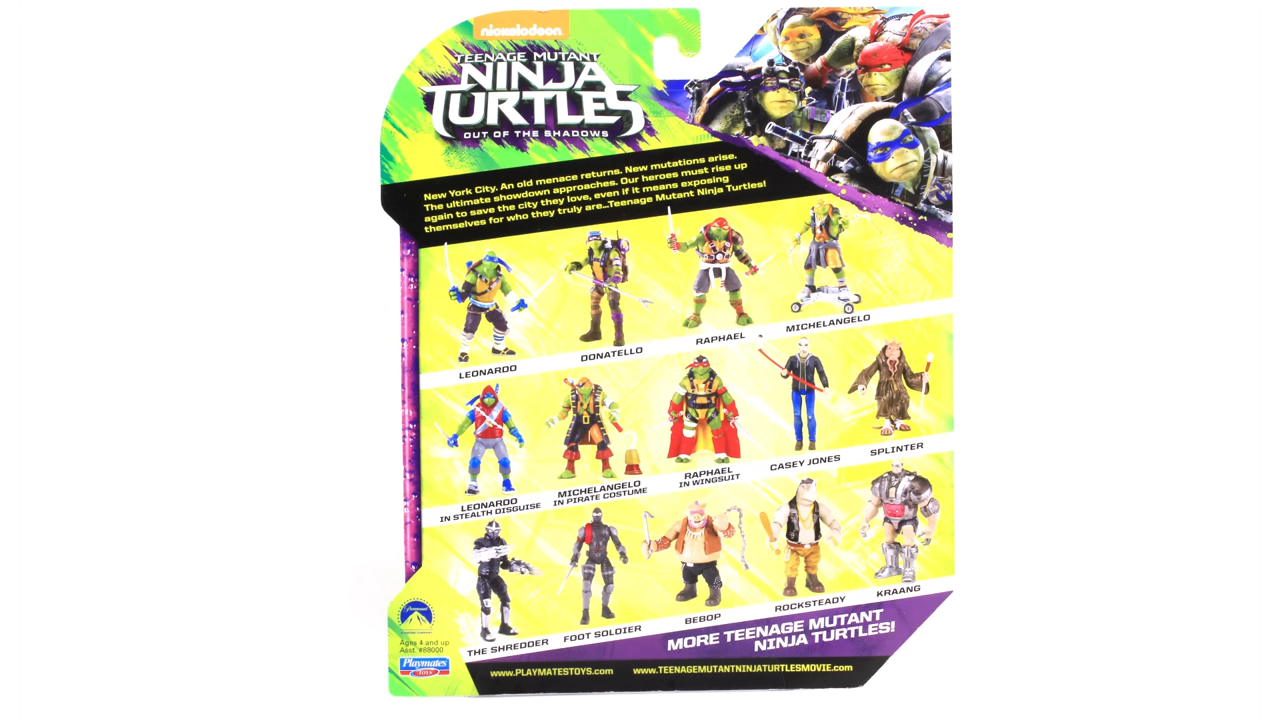 nickelodeon
TEENAGE MUTANT
NINJA
TURTLES
OUT OF THE SHADOWS
New York City. An old menace returns. New mutations arise.
The ultimate showdown approaches. Our heroes must rise up
again to save the city they love, even if it means exposing
themselves for who they truly are...Teenage Mutant Ninja Turtles!
LEONARDO
DONATELLO
RAPHAEL
MICHELANGELO
LEONARDO
IN STEALTH DISGUISE
MICHELANGELO
IN PIRATE COSTUME
RAPHAEL
IN WINGSUIT
CASEY JONES
SPLINTER
THE SHREDDER
FOOT SOLDIER
BEBOP
ROCKSTEADY
KRAANG
MORE TEENAGE MUTANT
NINJA TURTLES!
Paramount
Ages 4 and up
Asst. #88000
Playmates
TOYS
www.PLAYMATESTOYS.com
www.TEENAGEMUTANTNINJATURTLESMOVIE.com